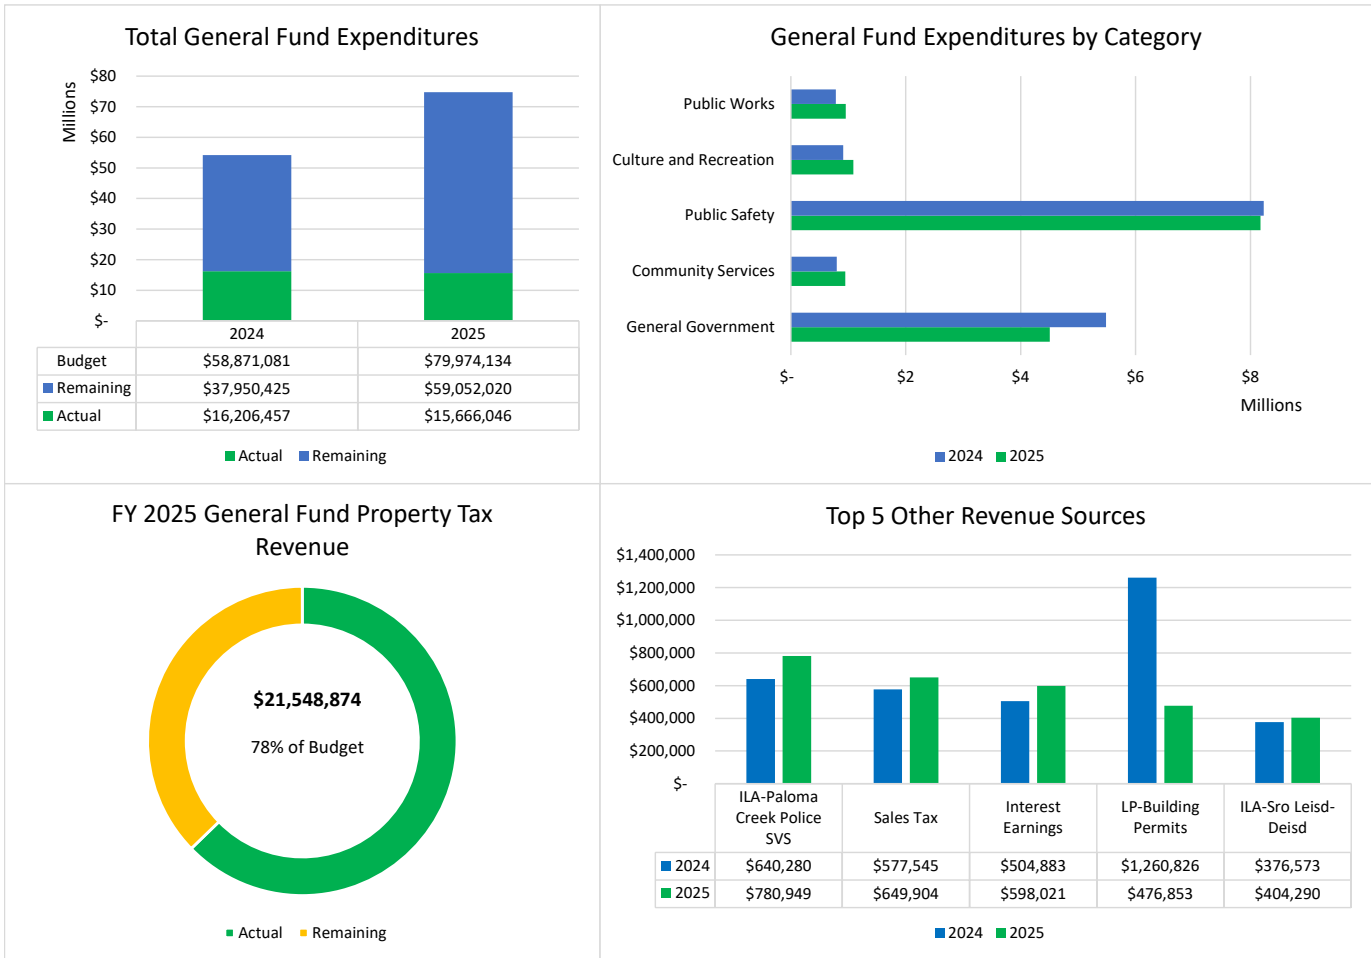 Total General Fund Expenditures
Millions
$80
$70
$60
$50
$40
$30
$20
$10
$-
2024 2025
Budget $58,871,081 $79,974,134
Remaining $37,950,425 $59,052,020
Actual $16,206,457 $15,666,046
Actual Remaining
General Fund Expenditures by Category
Public Works
Culture and Recreation
Public Safety
Community Services
General Government
$- $2 $4 $6 $8
Millions
2024 2025
FY 2025 General Fund Property Tax
Revenue
$21,548,874
78% of Budget
Actual Remaining
Top 5 Other Revenue Sources
$1,400,000
$1,200,000
$1,000,000
$800,000
$600,000
$400,000
$200,000
$-
ILA-Paloma
Creek Police
SVS
Sales Tax
Interest
Earnings
LP-Building
Permits
ILA-Sro Leisd-
Deisd
2024 $640,280 $577,545 $504,883 $1,260,826 $376,573
2025 $780,949 $649,904 $598,021 $476,853 $404,290
2024 2025